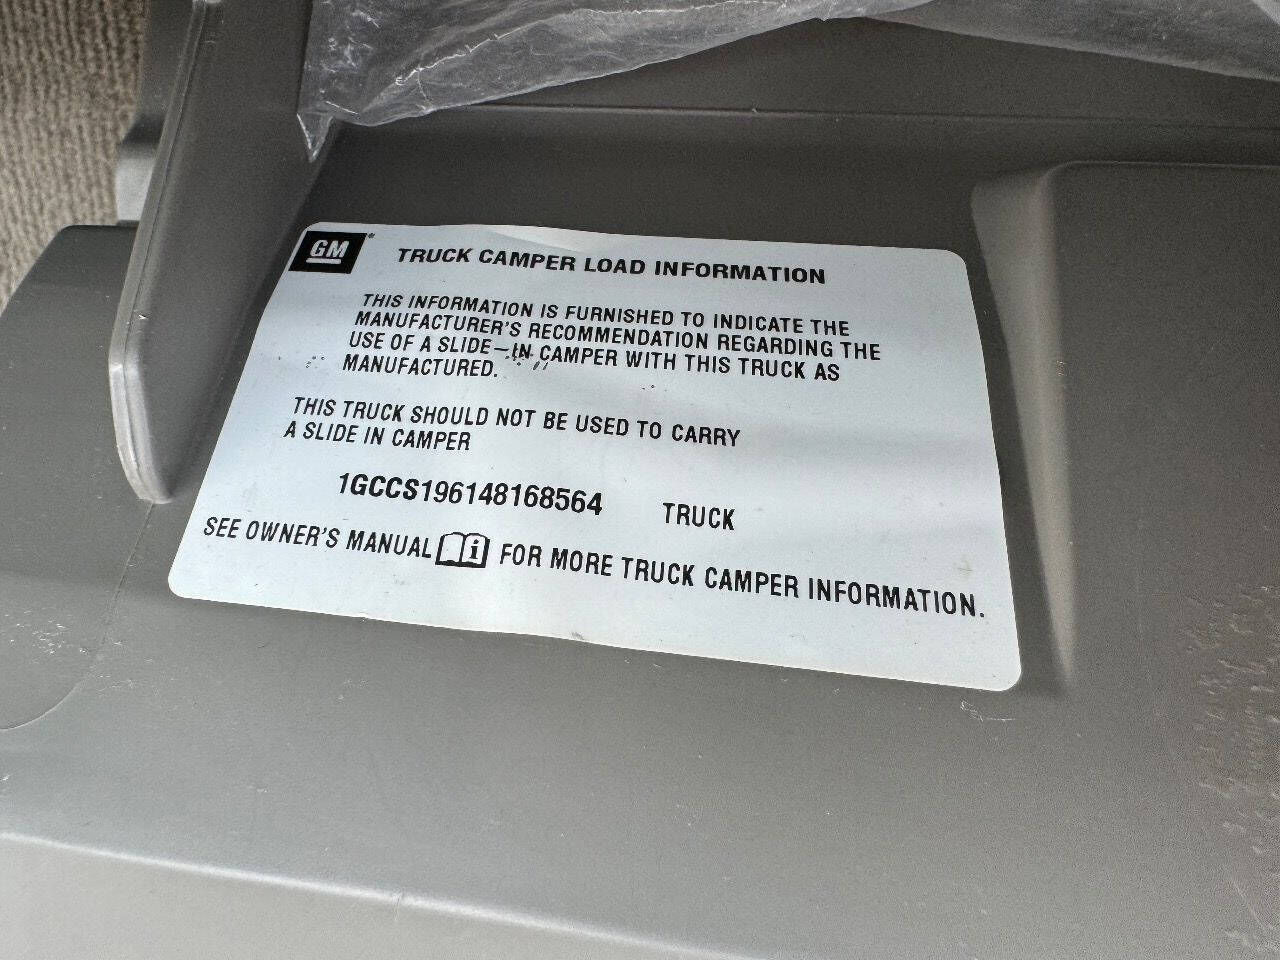 GM
TRUCK CAMPER LOAD INFORMATION
THIS INFORMATION IS FURNISHED TO INDICATE THE
MANUFACTURER'S RECOMMENDATION REGARDING THE
USE OF A SLIDE–IN CAMPER WITH THIS TRUCK AS
MANUFACTURED.
THIS TRUCK SHOULD NOT BE USED TO CARRY
A SLIDE IN CAMPER
1GCCS196148168564 TRUCK
SEE OWNER'S MANUAL i FOR MORE TRUCK CAMPER INFORMATION.